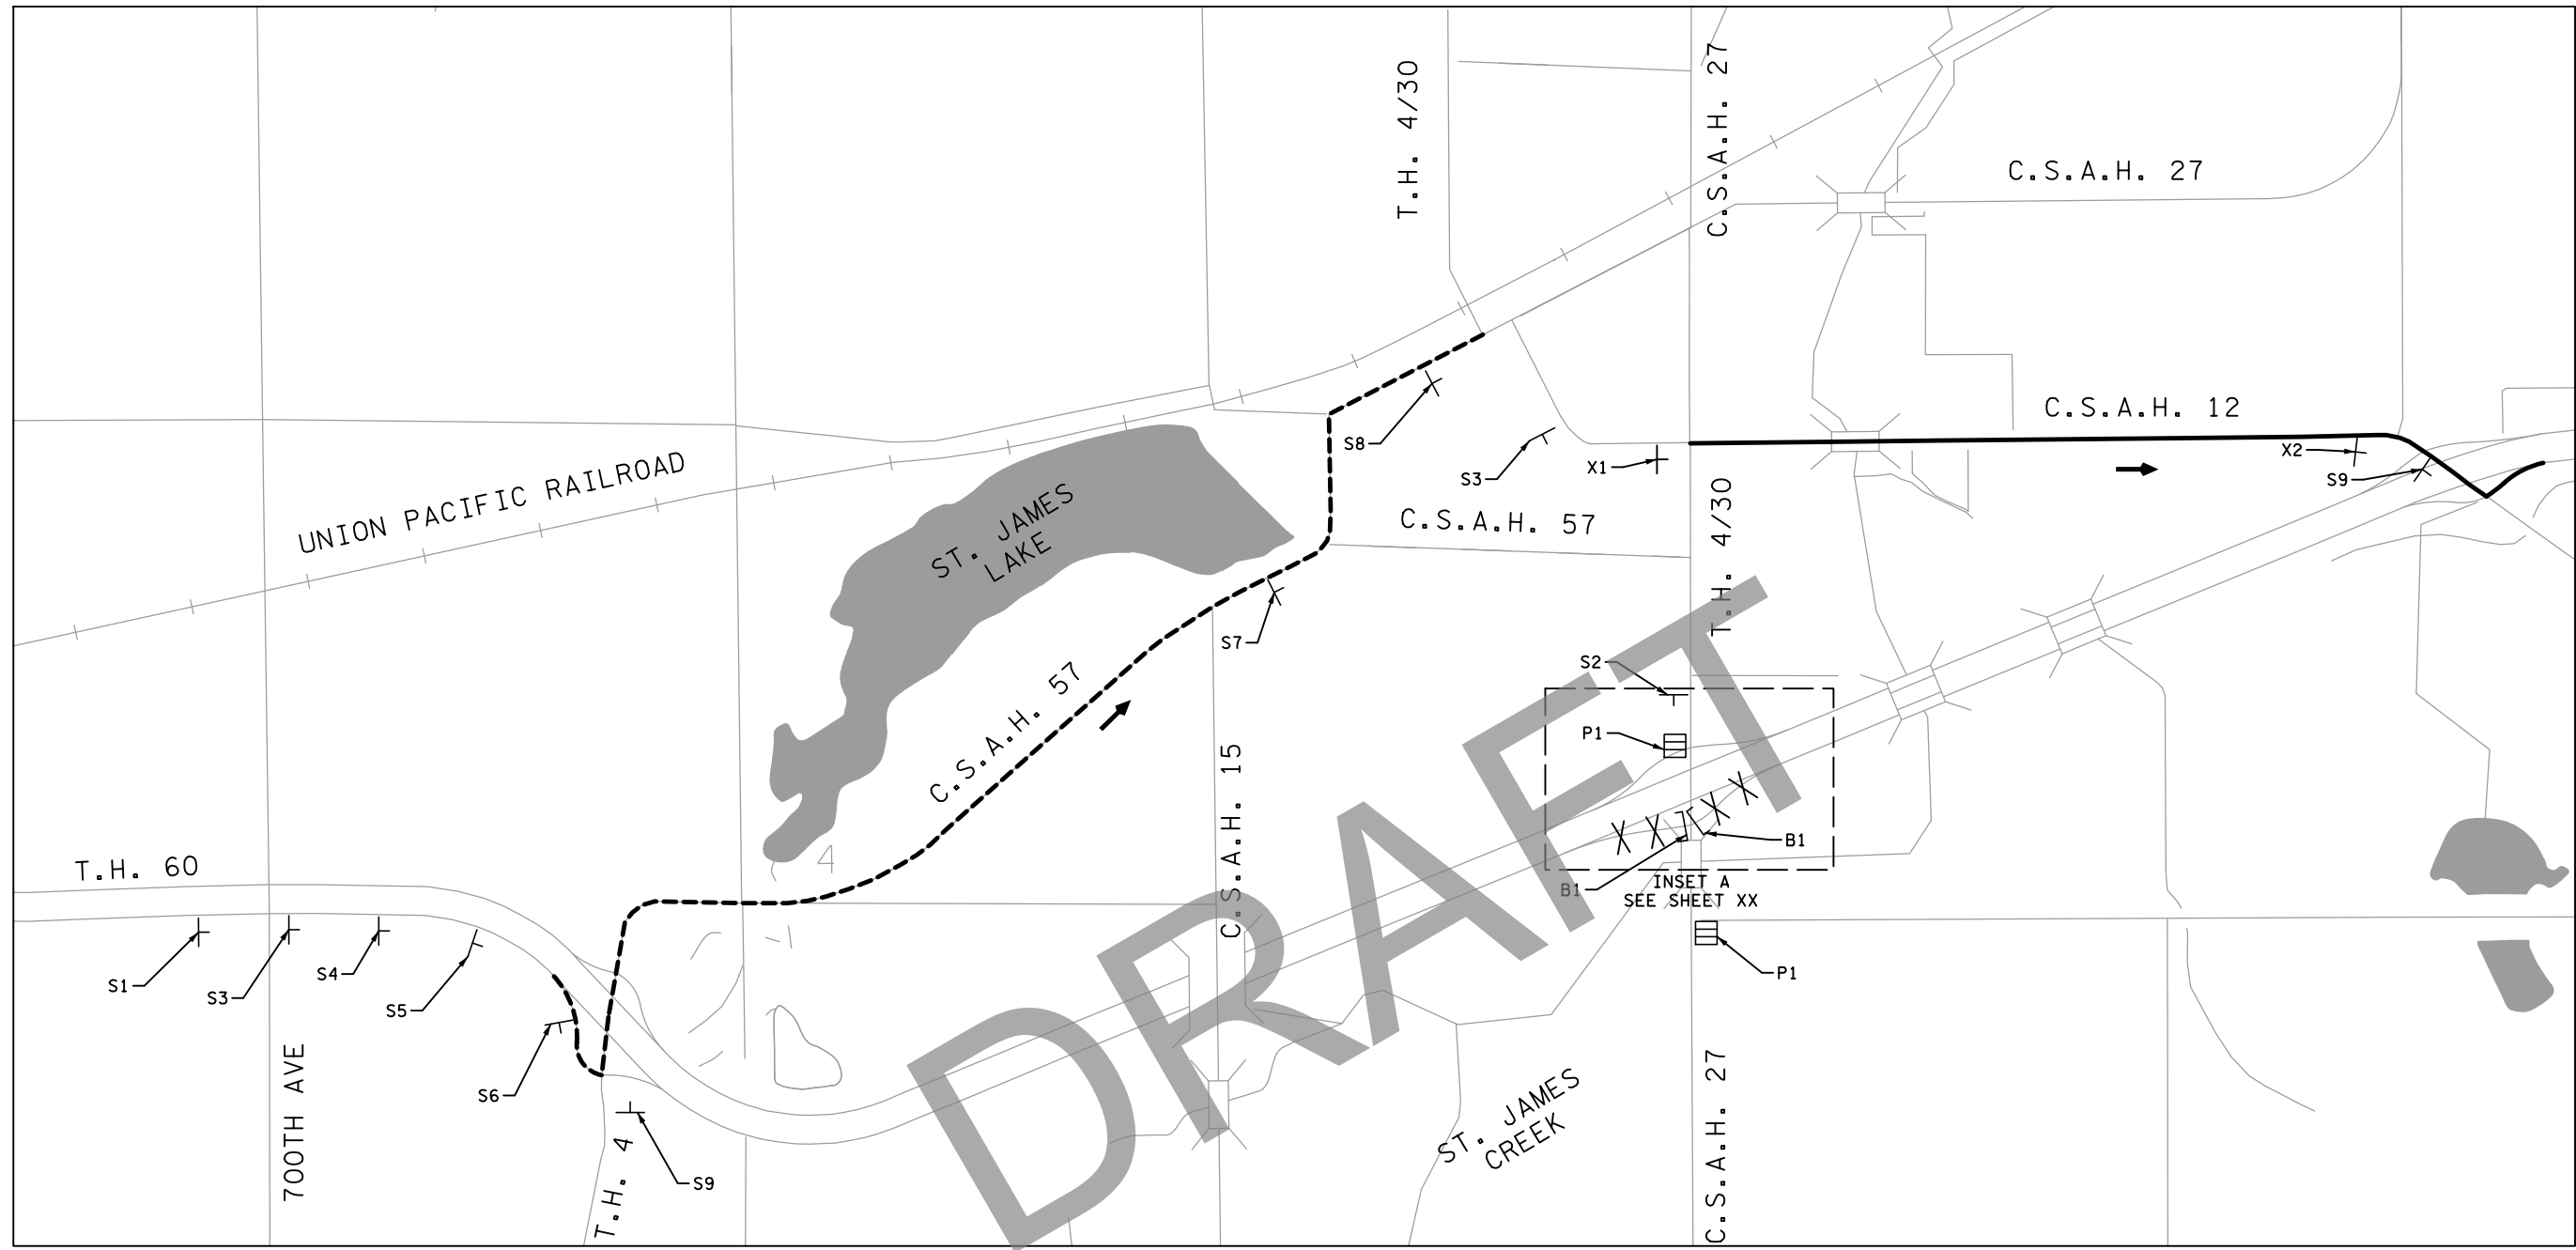 T.H. 4/30
C.S.A.H. 27
C.S.A.H. 27
C.S.A.H. 12
S8
S3
X1
X2
S9
UNION PACIFIC RAILROAD
ST. JAMES
LAKE
C.S.A.H. 57
T.H. 4/30
S7
S2
C.S.A.H. 57
P1
C.S.A.H. 15
B1
B1
INSET A
SEE SHEET XX
T.H. 60
4
S1
S3
S4
S5
S6
P1
700TH AVE
T.H. 4
S9
ST. JAMES
CREEK
C.S.A.H. 27
X X X X
DRAFT